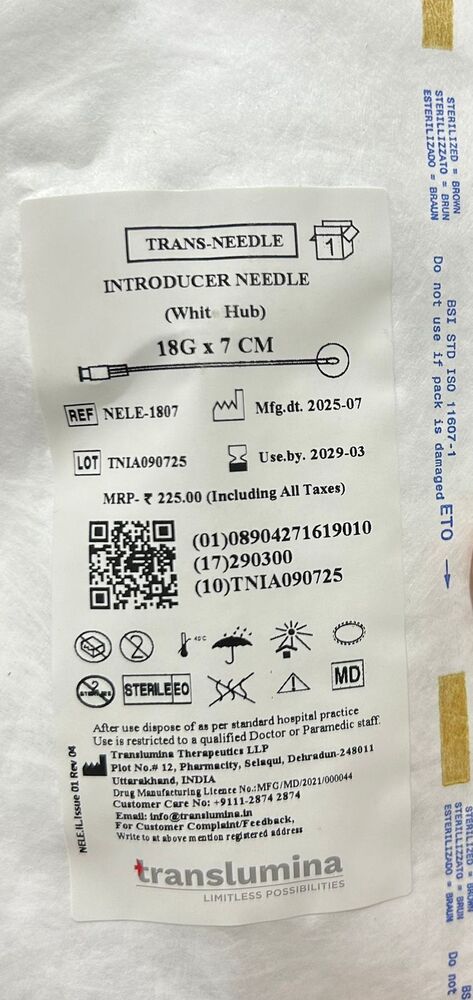 TRANS-NEEDLE
1
INTRODUCER NEEDLE
(Whit Hub)
18G x 7 CM
REF NELE-1807
Mfg.dt. 2025-07
LOT TNIA090725
Use.by. 2029-03
MRP- ₹ 225.00 (Including All Taxes)
(01)08904271619010
(17)290300
(10)TNIA090725
2
STERILE EO
MD
After use dispose of as per standard hospital practice
Use is restricted to a qualified Doctor or Paramedic staff.
Translumina Therapeutics LLP
Plot No.# 12, Pharmacity, Selaqui, Dehradun-248011
Uttarakhand, INDIA
Drug Manufacturing Licence No.:MFG/MD/2021/000044
Customer Care No: +9111-2874 2874
Email: info@translumina.in
For Customer Complaint/Feedback,
Write to at above mention registered address
NELE.IL.Issue 01 Rev 04
translumina
LIMITLESS POSSIBILITIES
STERILIZED = BROWN
STERILLIZZATO = BRUN
ESTERILIZADO = BRAUN
BSI STD ISO 11607-1
Do not use if pack is damaged
ETO
STERILIZED = BROWN
STERILLIZZATO = BRUN
ESTERILIZADO = BRAUN
BS
Do not